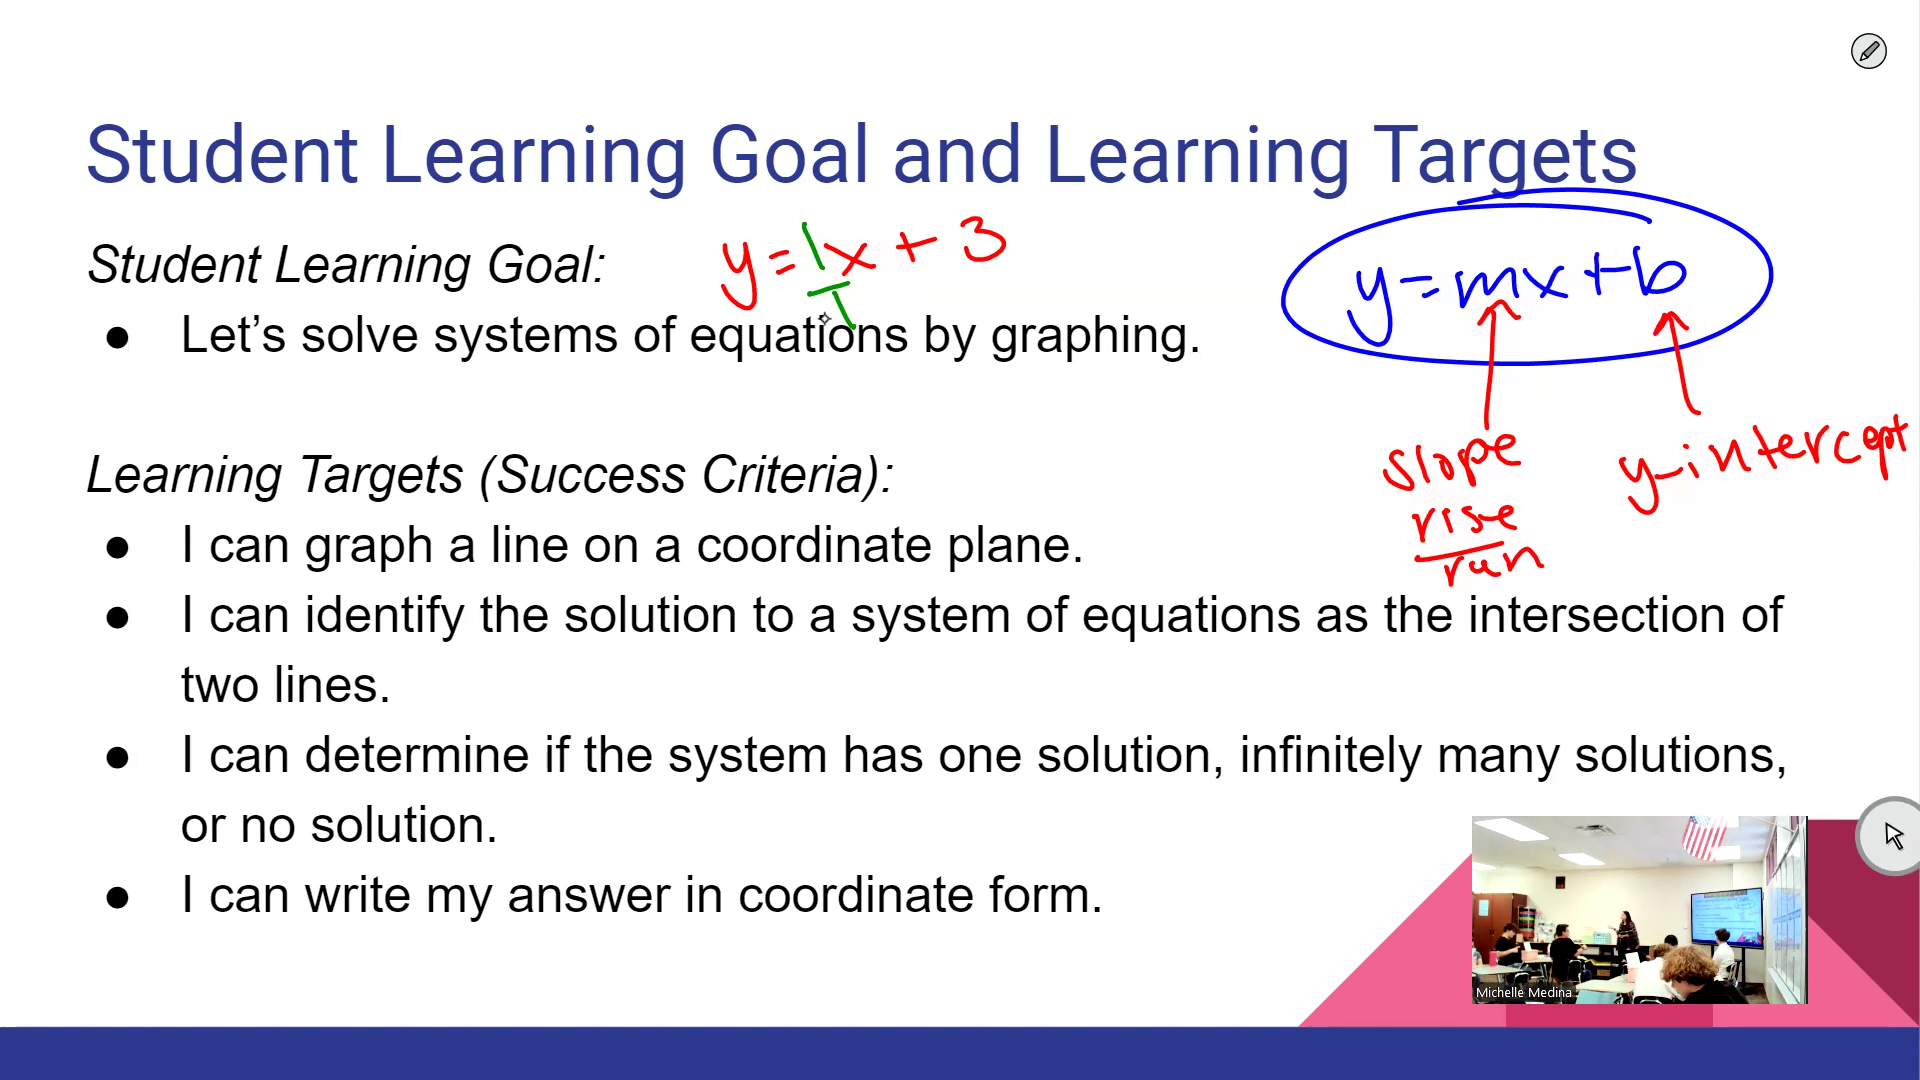 Student Learning Goal and Learning Targets
Student Learning Goal:
y = 1/1 x + 3
y = mx + b
Let’s solve systems of equations by graphing.
slope
rise
run
y-intercept
Learning Targets (Success Criteria):
I can graph a line on a coordinate plane.
I can identify the solution to a system of equations as the intersection of
two lines.
I can determine if the system has one solution, infinitely many solutions,
or no solution.
I can write my answer in coordinate form.
Michelle Medina